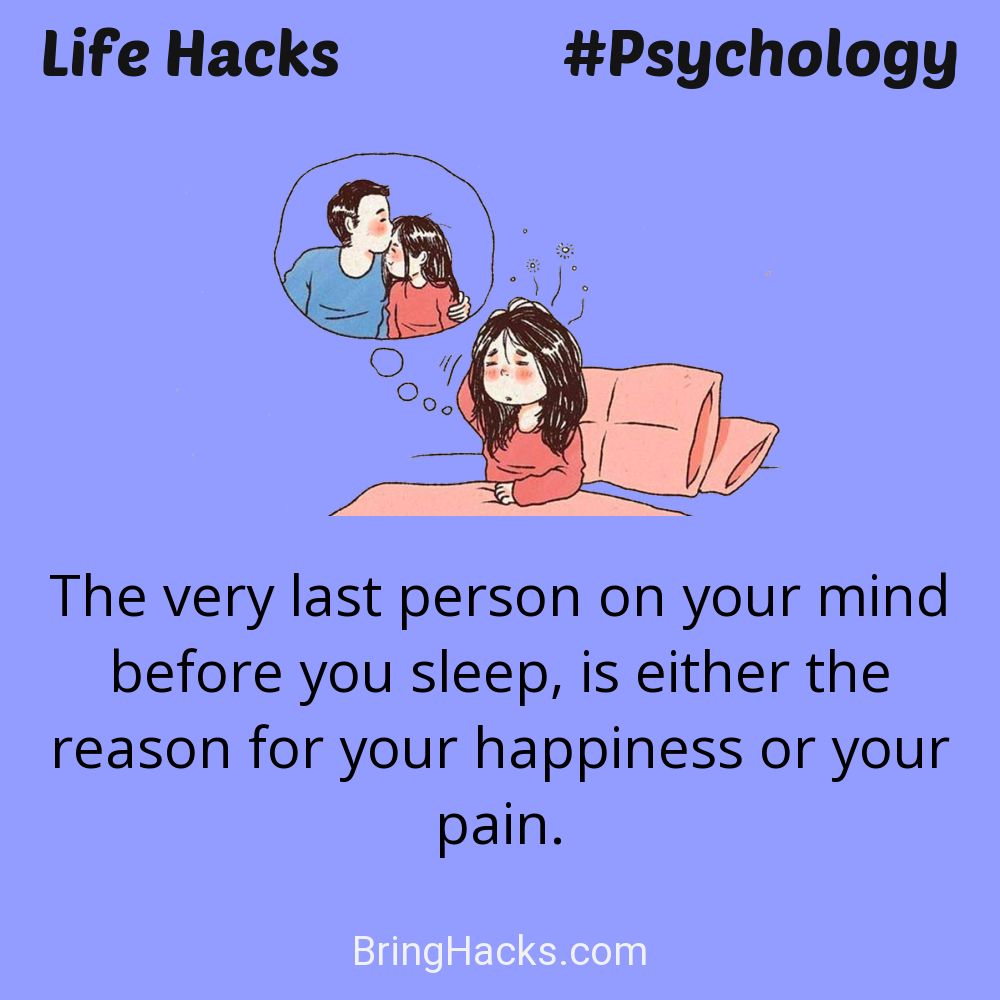 Life Hacks
#Psychology
The very last person on your mind
before you sleep, is either the
reason for your happiness or your
pain.
BringHacks.com